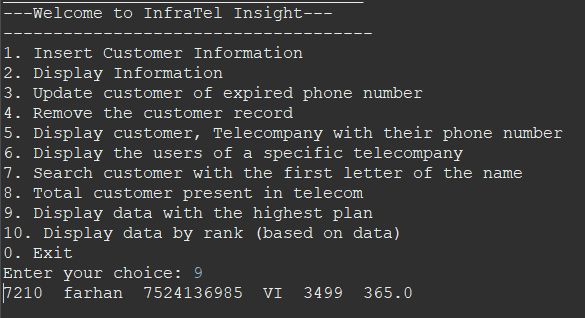 ---Welcome to InfraTel Insight---
-------------------------------------
1. Insert Customer Information
2. Display Information
3. Update customer of expired phone number
4. Remove the customer record
5. Display customer, Telecompany with their phone number
6. Display the users of a specific telecompany
7. Search customer with the first letter of the name
8. Total customer present in telecom
9. Display data with the highest plan
10. Display data by rank (based on data)
0. Exit
Enter your choice: 9
7210  farhan  7524136985  VI  3499  365.0